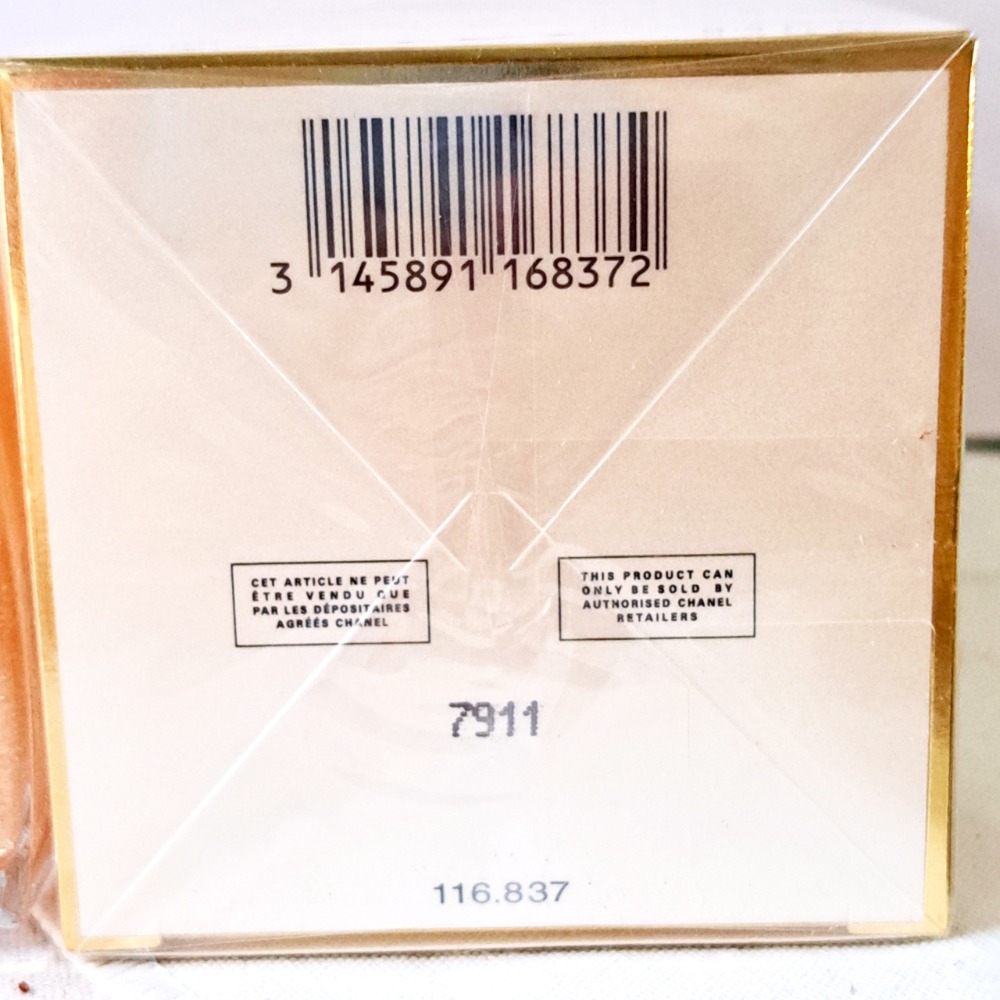 3 145891 168372
CET ARTICLE NE PEUT
ÊTRE VENDU QUE
PAR LES DÉPOSITAIRES
AGRÉÉS CHANEL
THIS PRODUCT CAN
ONLY BE SOLD BY
AUTHORISED CHANEL
RETAILERS
7911
116.837